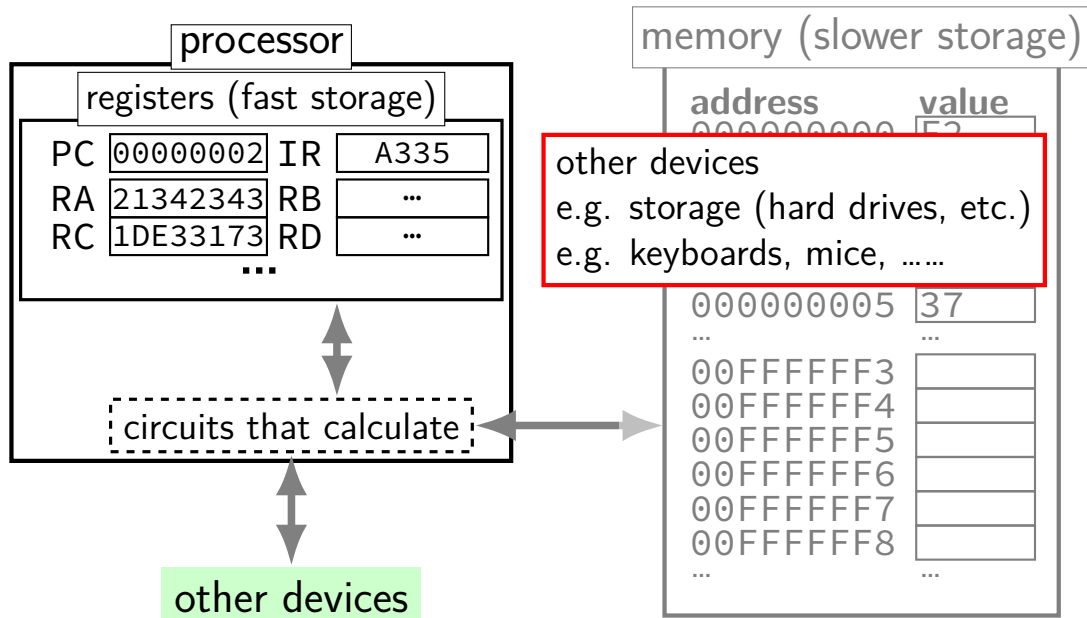 processor
registers (fast storage)
PC 00000002 IR A335
RA 21342343 RB …
RC 1DE33173 RD …
…
circuits that calculate
other devices
memory (slower storage)
address value
000000000 F2
other devices
e.g. storage (hard drives, etc.)
e.g. keyboards, mice, ……
000000005 37
… …
00FFFFFF3
00FFFFFF4
00FFFFFF5
00FFFFFF6
00FFFFFF7
00FFFFFF8
… …